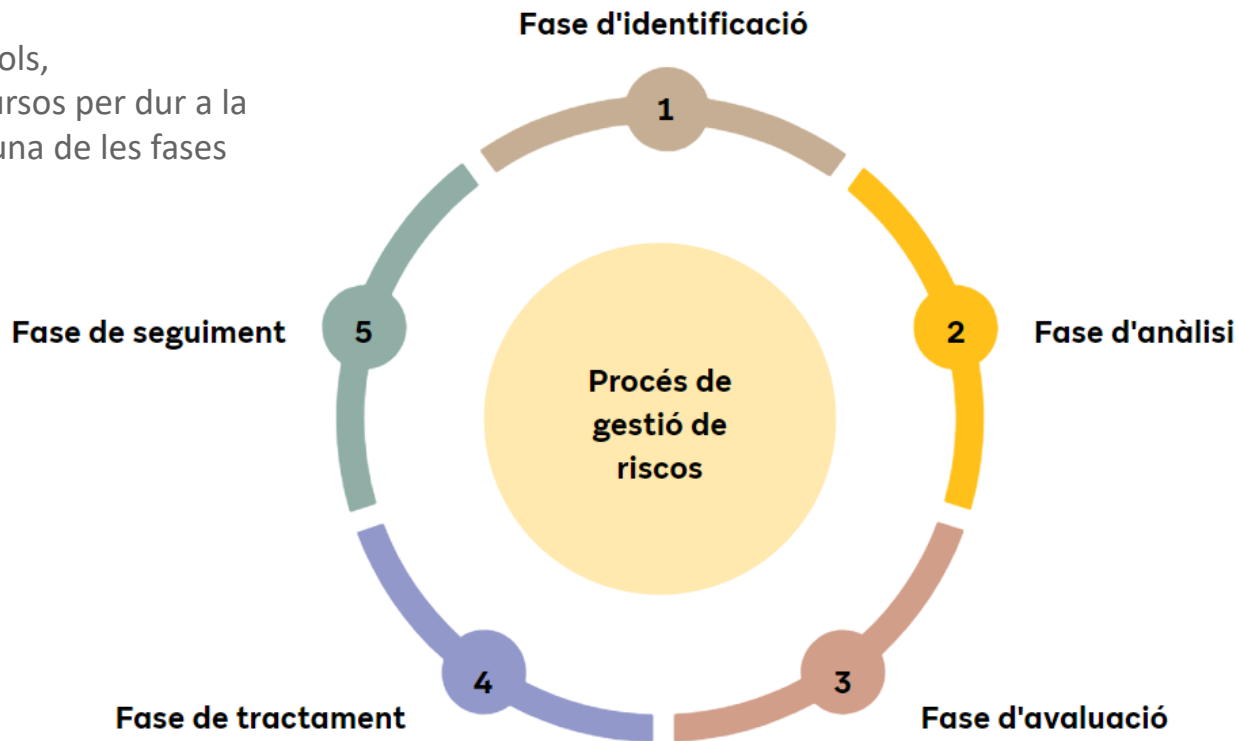 Fase d'identificació
ols,
ursos per dur a la
una de les fases
1
2
Fase d'anàlisi
Fase de seguiment
5
Procés de
gestió de
riscos
4
3
Fase de tractament
Fase d'avaluació